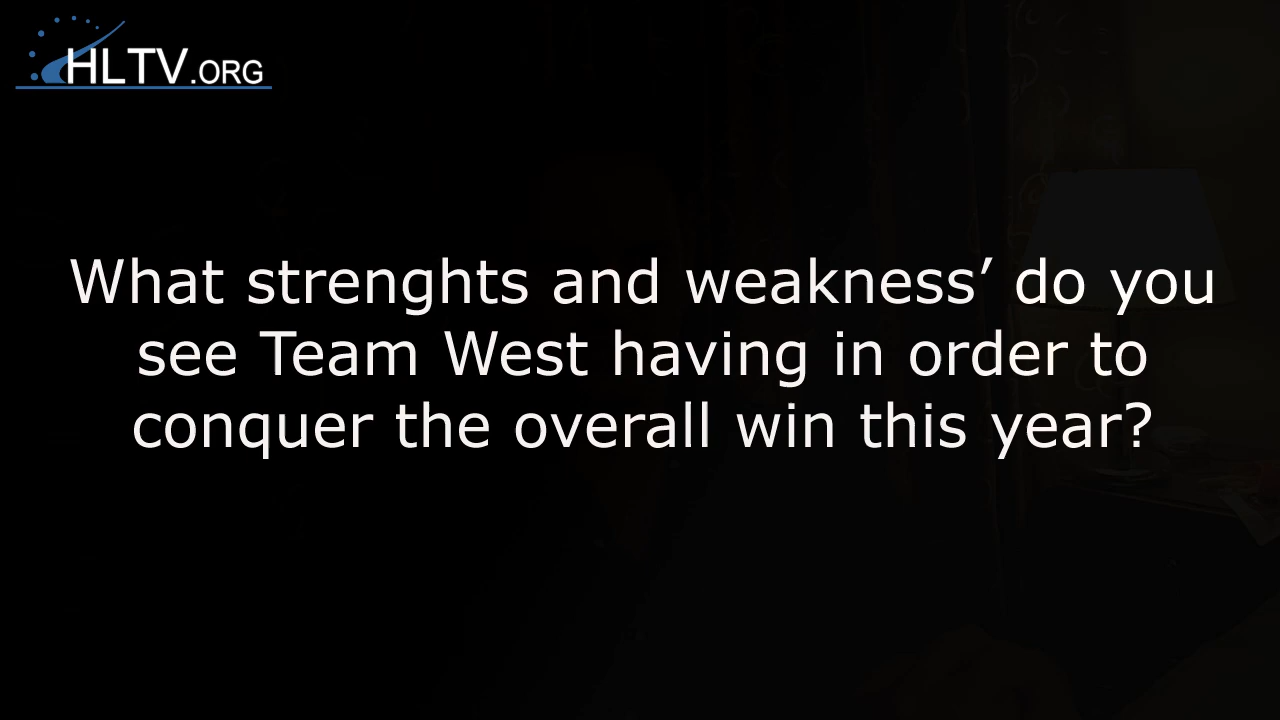 HLTV.ORG
What strenghts and weakness’ do you
see Team West having in order to
conquer the overall win this year?